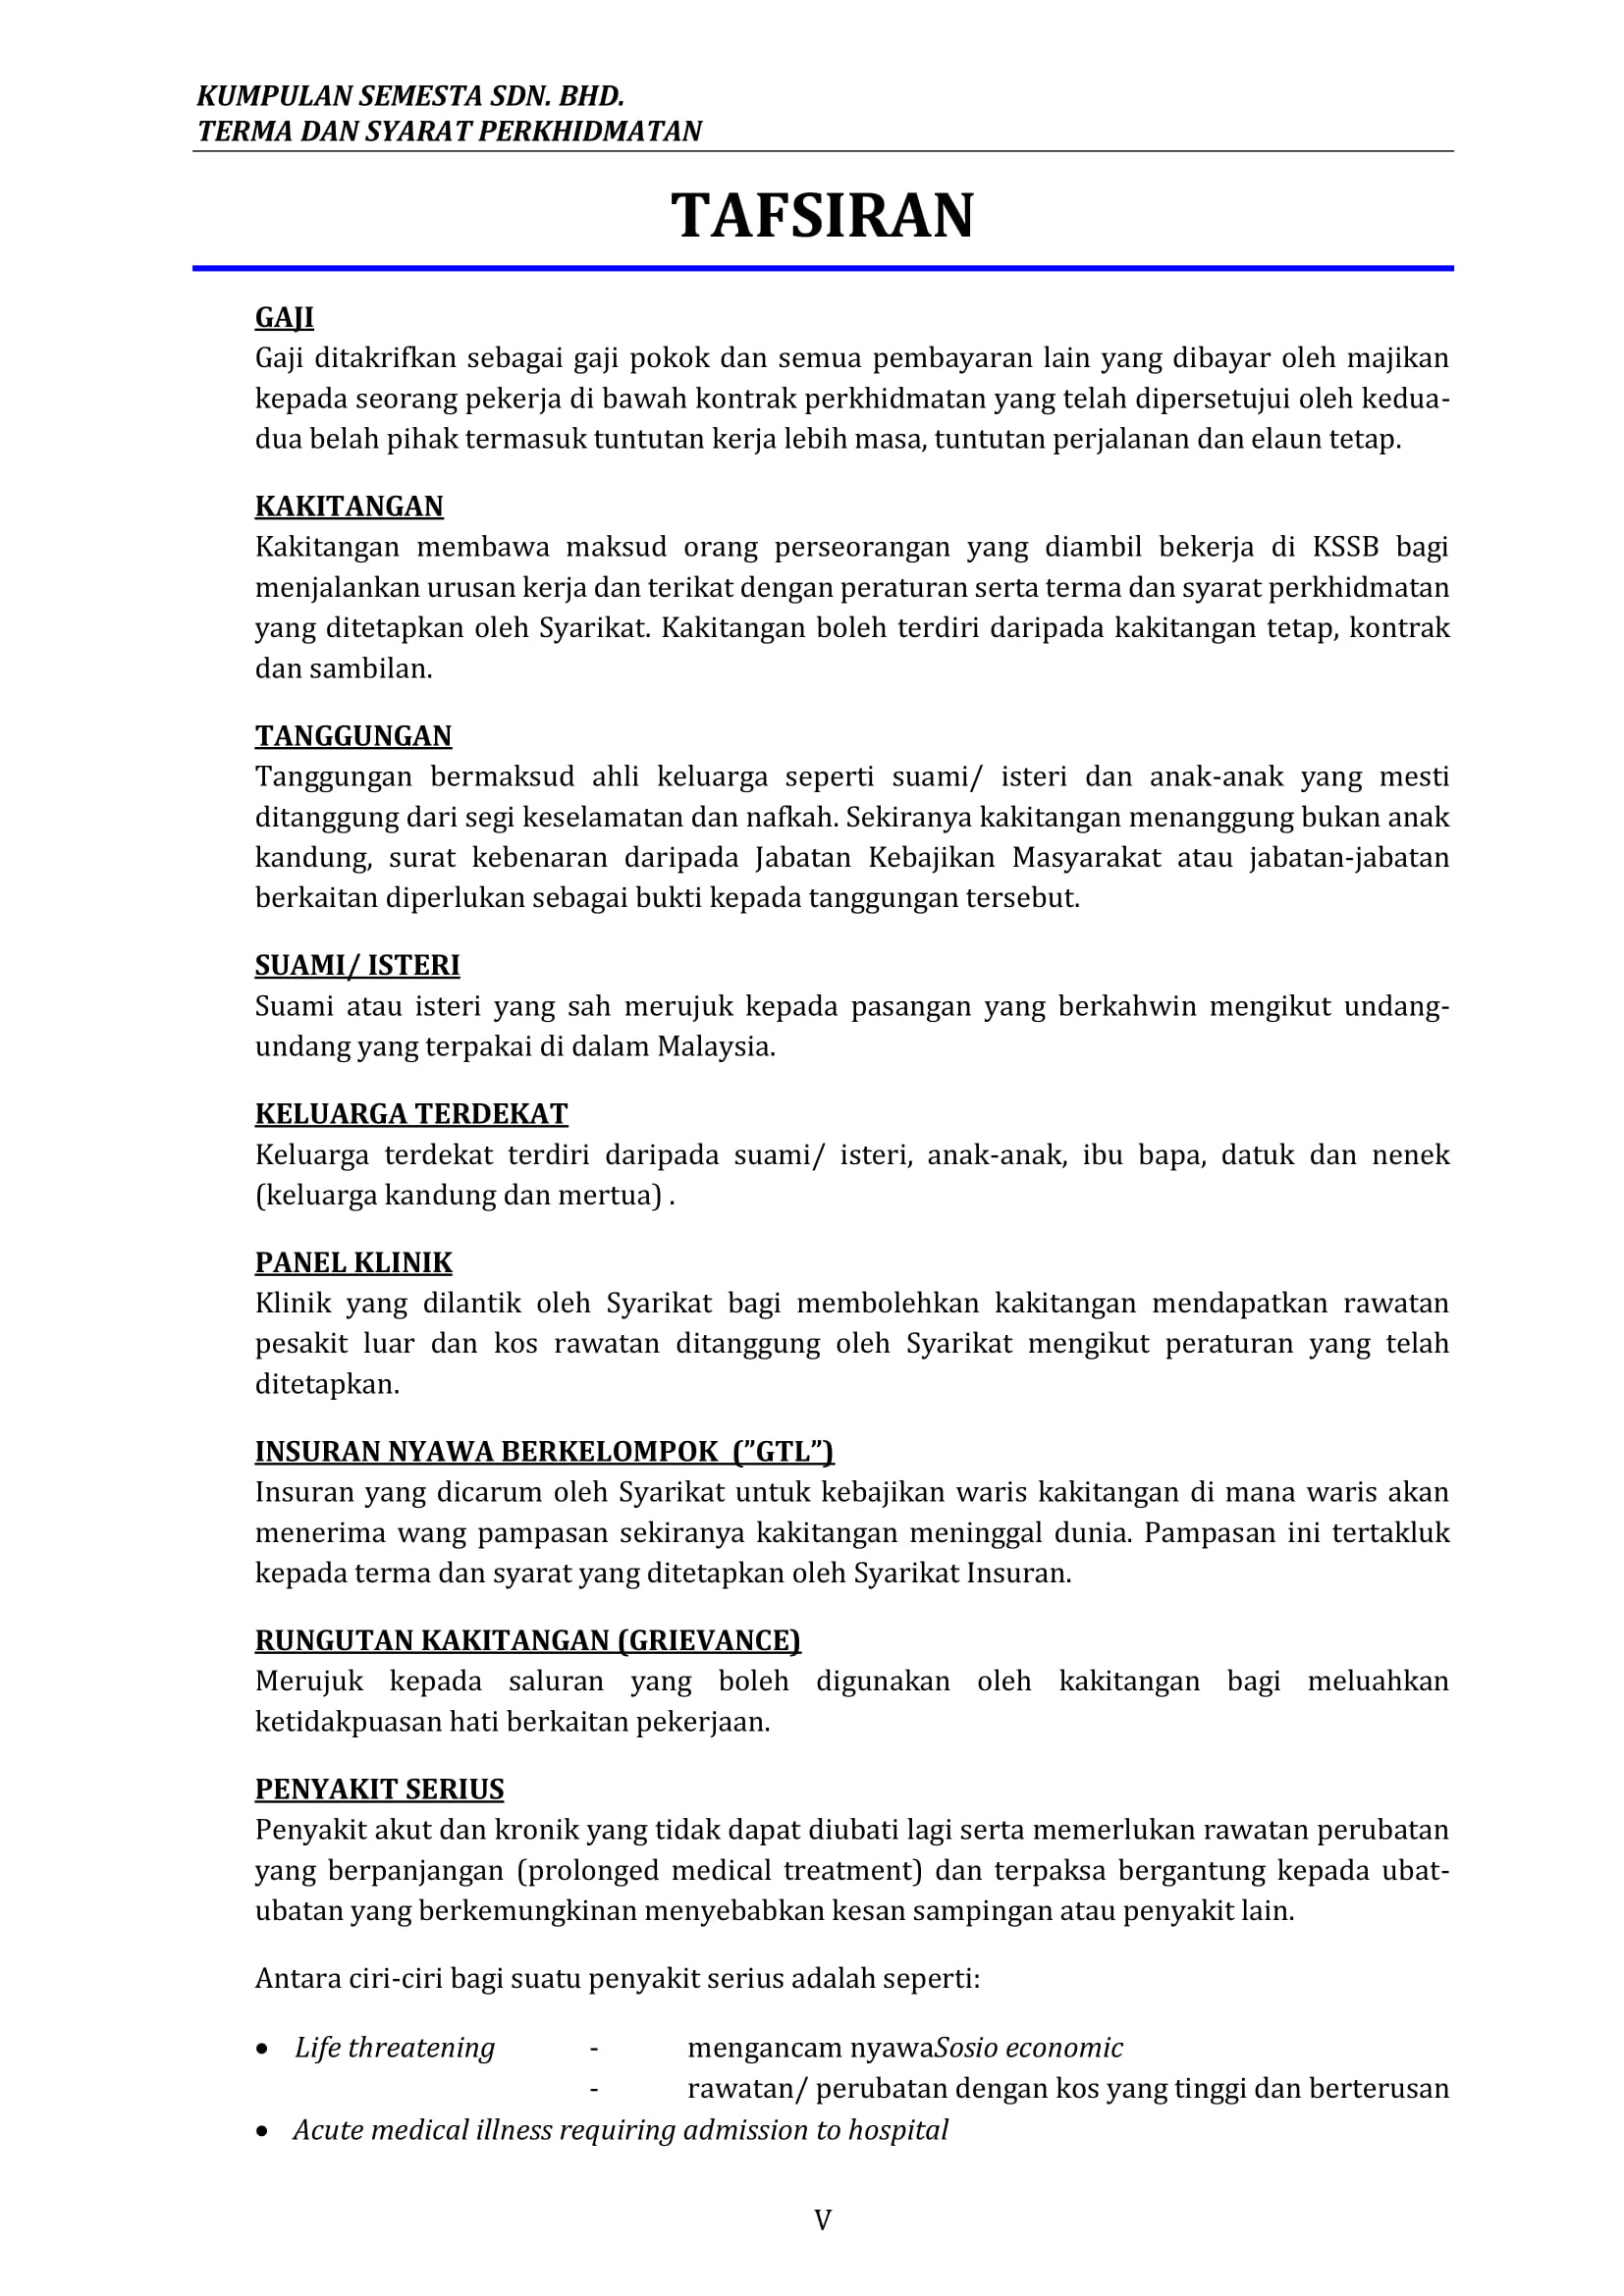 KUMPULAN SEMESTA SDN. BHD.
TERMA DAN SYARAT PERKHIDMATAN
TAFSIRAN
GAJI
Gaji ditakrifkan sebagai gaji pokok dan semua pembayaran lain yang dibayar oleh majikan
kepada seorang pekerja di bawah kontrak perkhidmatan yang telah dipersetujui oleh kedua-
dua belah pihak termasuk tuntutan kerja lebih masa, tuntutan perjalanan dan elaun tetap.
KAKITANGAN
Kakitangan membawa maksud orang perseorangan yang diambil bekerja di KSSB bagi
menjalankan urusan kerja dan terikat dengan peraturan serta terma dan syarat perkhidmatan
yang ditetapkan oleh Syarikat. Kakitangan boleh terdiri daripada kakitangan tetap, kontrak
dan sambilan.
TANGGUNGAN
Tanggungan bermaksud ahli keluarga seperti suami/ isteri dan anak-anak yang mesti
ditanggung dari segi keselamatan dan nafkah. Sekiranya kakitangan menanggung bukan anak
kandung, surat kebenaran daripada Jabatan Kebajikan Masyarakat atau jabatan-jabatan
berkaitan diperlukan sebagai bukti kepada tanggungan tersebut.
SUAMI/ ISTERI
Suami atau isteri yang sah merujuk kepada pasangan yang berkahwin mengikut undang-
undang yang terpakai di dalam Malaysia.
KELUARGA TERDEKAT
Keluarga terdekat terdiri daripada suami/ isteri, anak-anak, ibu bapa, datuk dan nenek
(keluarga kandung dan mertua) .
PANEL KLINIK
Klinik yang dilantik oleh Syarikat bagi membolehkan kakitangan mendapatkan rawatan
pesakit luar dan kos rawatan ditanggung oleh Syarikat mengikut peraturan yang telah
ditetapkan.
INSURAN NYAWA BERKELOMPOK  (”GTL”)
Insuran yang dicarum oleh Syarikat untuk kebajikan waris kakitangan di mana waris akan
menerima wang pampasan sekiranya kakitangan meninggal dunia. Pampasan ini tertakluk
kepada terma dan syarat yang ditetapkan oleh Syarikat Insuran.
RUNGUTAN KAKITANGAN (GRIEVANCE)
Merujuk kepada saluran yang boleh digunakan oleh kakitangan bagi meluahkan
ketidakpuasan hati berkaitan pekerjaan.
PENYAKIT SERIUS
Penyakit akut dan kronik yang tidak dapat diubati lagi serta memerlukan rawatan perubatan
yang berpanjangan (prolonged medical treatment) dan terpaksa bergantung kepada ubat-
ubatan yang berkemungkinan menyebabkan kesan sampingan atau penyakit lain.
Antara ciri-ciri bagi suatu penyakit serius adalah seperti:
• Life threatening - mengancam nyawaSosio economic
- rawatan/ perubatan dengan kos yang tinggi dan berterusan
• Acute medical illness requiring admission to hospital
V